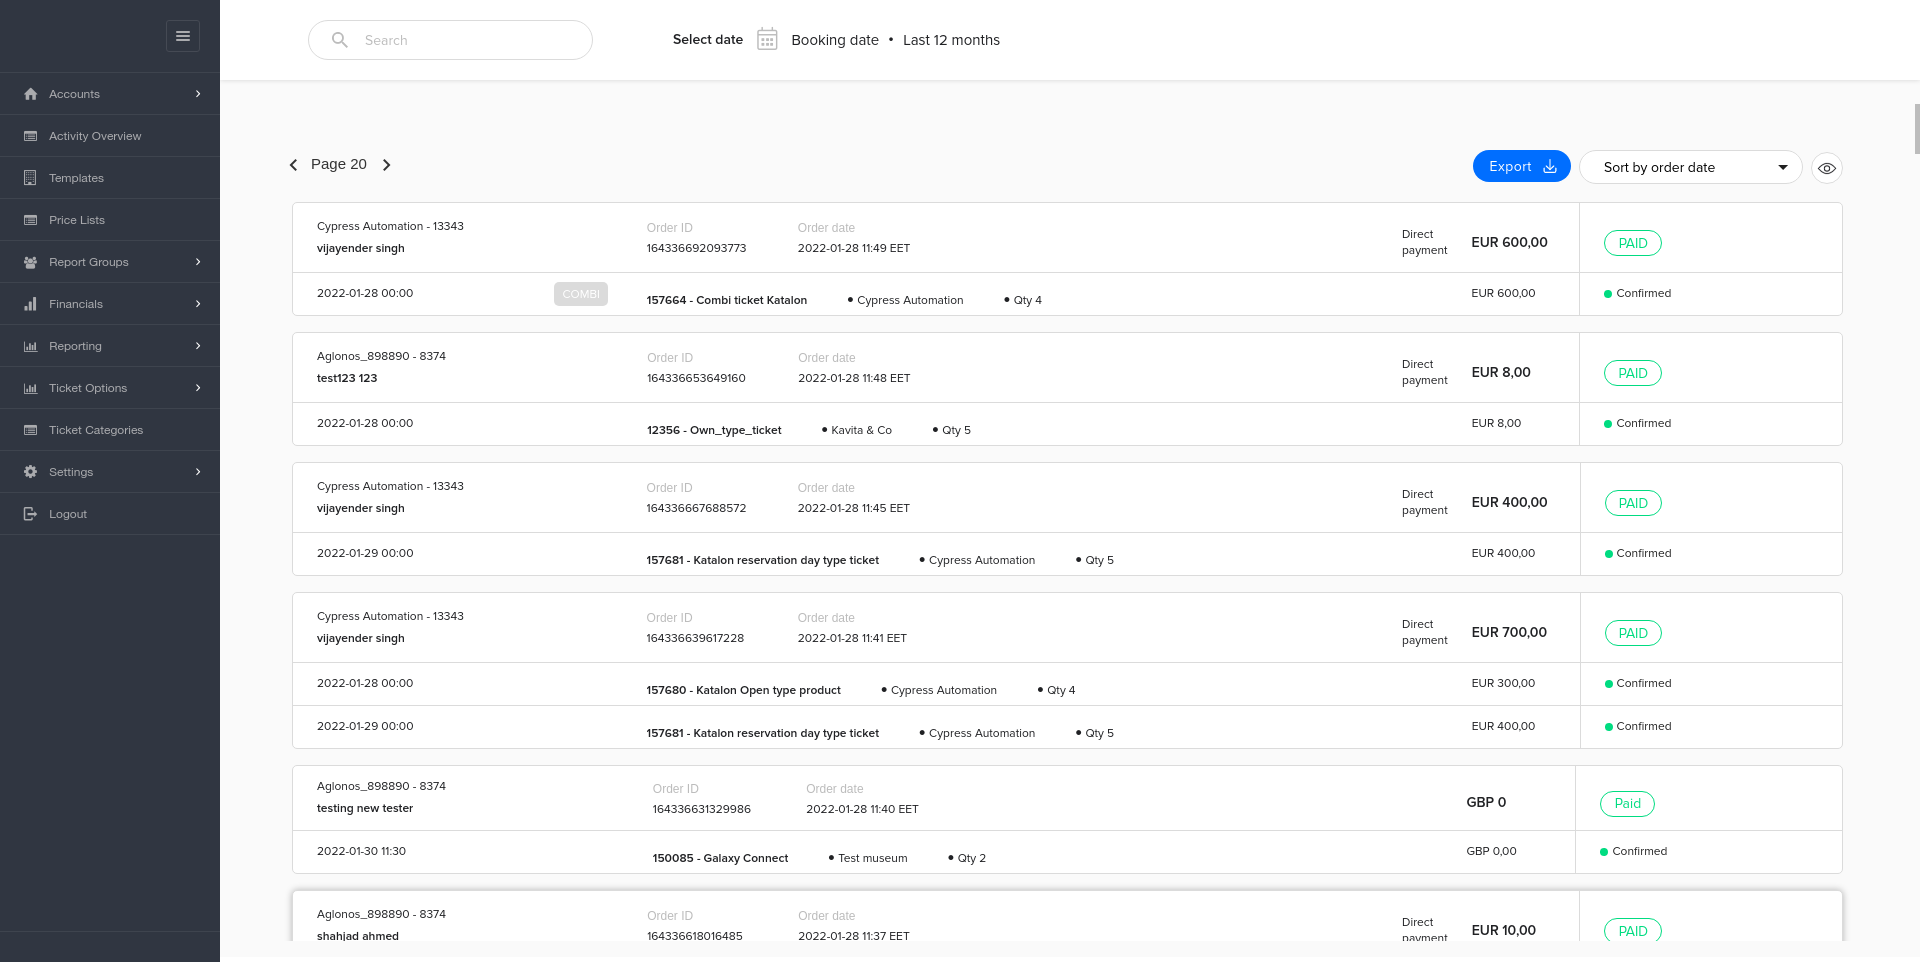 Search
Select date Booking date • Last 12 months
Accounts
Activity Overview
Templates
Price Lists
Report Groups
Financials
Reporting
Ticket Options
Ticket Categories
Settings
Logout
Page 20
Export
Sort by order date
Cypress Automation - 13343 Order ID Order date
vijayender singh 164336692093773 2022-01-28 11:49 EET Direct payment EUR 600,00 PAID
2022-01-28 00:00 COMBI 157664 - Combi ticket Katalon • Cypress Automation • Qty 4 EUR 600,00 Confirmed
Aglonos_898890 - 8374 Order ID Order date
test123 123 164336653649160 2022-01-28 11:48 EET Direct payment EUR 8,00 PAID
2022-01-28 00:00 12356 - Own_type_ticket • Kavita & Co • Qty 5 EUR 8,00 Confirmed
Cypress Automation - 13343 Order ID Order date
vijayender singh 164336667688572 2022-01-28 11:45 EET Direct payment EUR 400,00 PAID
2022-01-29 00:00 157681 - Katalon reservation day type ticket • Cypress Automation • Qty 5 EUR 400,00 Confirmed
Cypress Automation - 13343 Order ID Order date
vijayender singh 164336639617228 2022-01-28 11:41 EET Direct payment EUR 700,00 PAID
2022-01-28 00:00 157680 - Katalon Open type product • Cypress Automation • Qty 4 EUR 300,00 Confirmed
2022-01-29 00:00 157681 - Katalon reservation day type ticket • Cypress Automation • Qty 5 EUR 400,00 Confirmed
Aglonos_898890 - 8374 Order ID Order date
testing new tester 164336631329986 2022-01-28 11:40 EET GBP 0 Paid
2022-01-30 11:30 150085 - Galaxy Connect • Test museum • Qty 2 GBP 0,00 Confirmed
Aglonos_898890 - 8374 Order ID Order date
shahjad ahmed 164336618016485 2022-01-28 11:37 EET Direct payment EUR 10,00 PAID